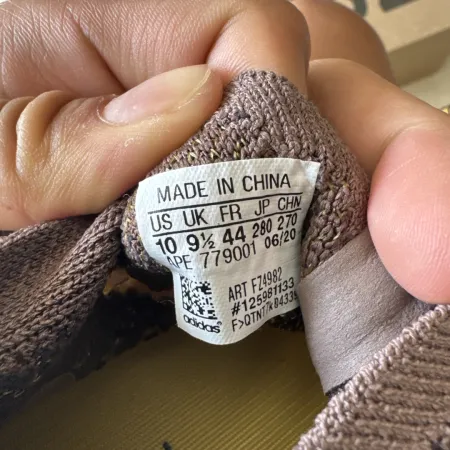 MADE IN CHINA
US UK FR JP CHN
10 9½ 44 280 270
APE 779001 06/20
ART FZ4982
#125981133
adidas